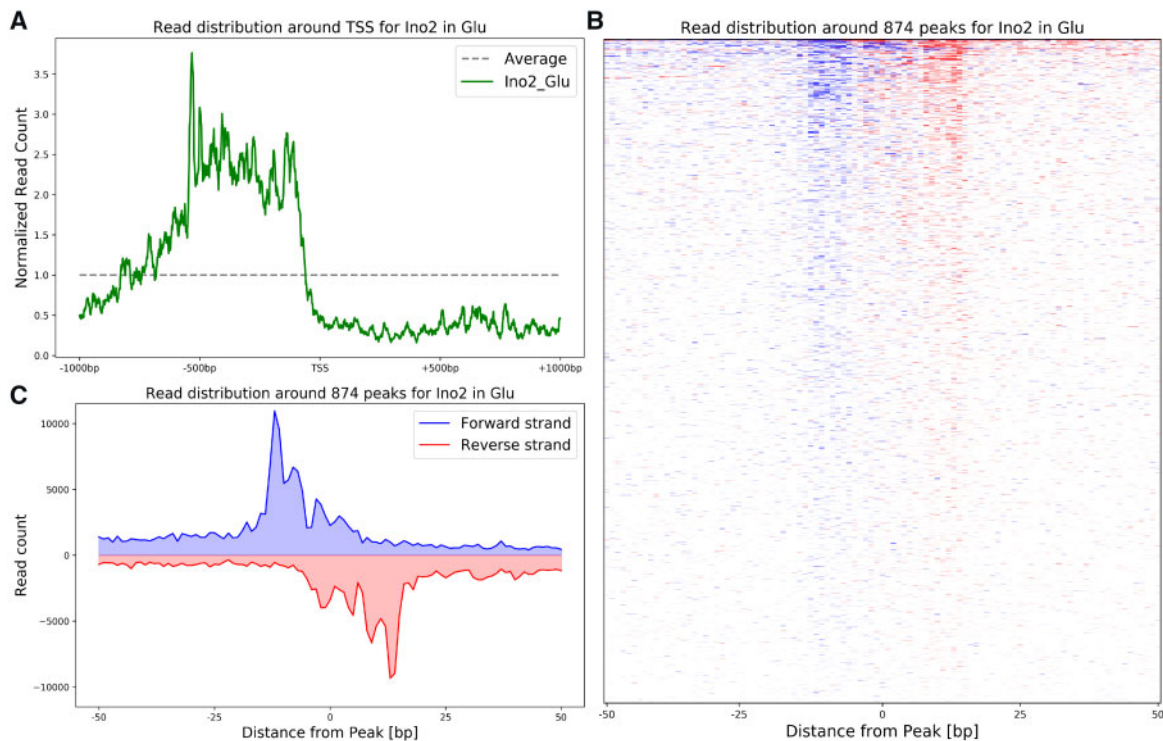 A
Read distribution around TSS for Ino2 in Glu
Average
Ino2_Glu
Normalized Read Count
3.5
3.0
2.5
2.0
1.5
1.0
0.5
0.0
-1000bp -500bp TSS +500bp +1000bp
B
Read distribution around 874 peaks for Ino2 in Glu
-50 -25 0 25 50
Distance from Peak [bp]
C
Read distribution around 874 peaks for Ino2 in Glu
Forward strand
Reverse strand
Read count
10000
5000
0
-5000
-10000
-50 -25 0 25 50
Distance from Peak [bp]